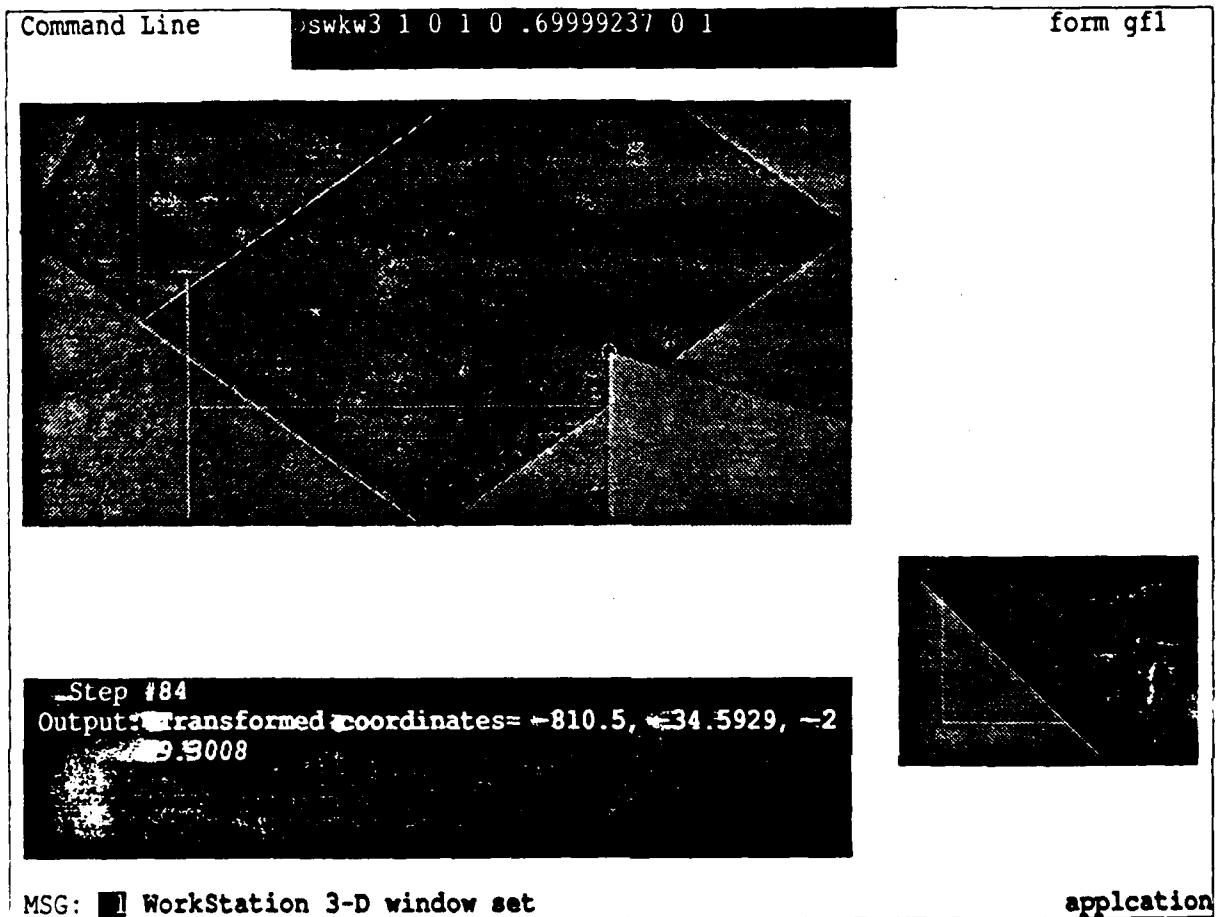 Command Line
swkw3 1 0 1 0 .69999237 0 1
form gf1
Step #84
Output: Transformed coordinates= -810.5, -34.5929, -2
9.3008
MSG: 1 WorkStation 3-D window set
applcation